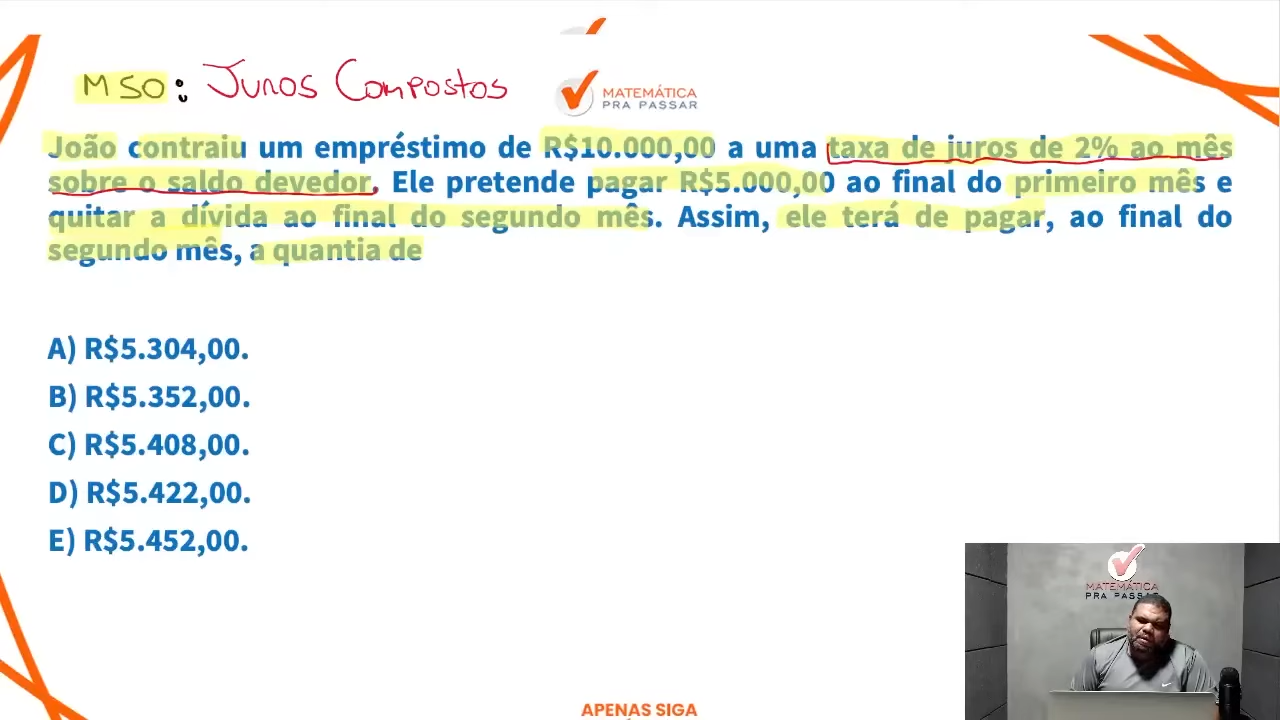 MSO: Juros Compostos
MATEMÁTICA
PRA PASSAR
João contraiu um empréstimo de R$10.000,00 a uma taxa de juros de 2% ao mês
sobre o saldo devedor. Ele pretende pagar R$5.000,00 ao final do primeiro mês e
quitar a dívida ao final do segundo mês. Assim, ele terá de pagar, ao final do
segundo mês, a quantia de
A) R$5.304,00.
B) R$5.352,00.
C) R$5.408,00.
D) R$5.422,00.
E) R$5.452,00.
MATEMÁTICA
PRA PASSAR
APENAS SIGA